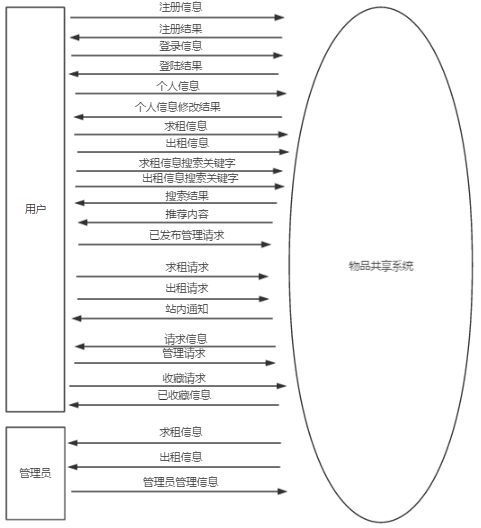 注册信息
注册结果
登录信息
登陆结果
个人信息
个人信息修改结果
求租信息
出租信息
求租信息搜索关键字
出租信息搜索关键字
搜索结果
用户
推荐内容
已发布管理请求
求租请求
物品共享系统
出租请求
站内通知
请求信息
管理请求
收藏请求
已收藏信息
求租信息
出租信息
管理员
管理员管理信息